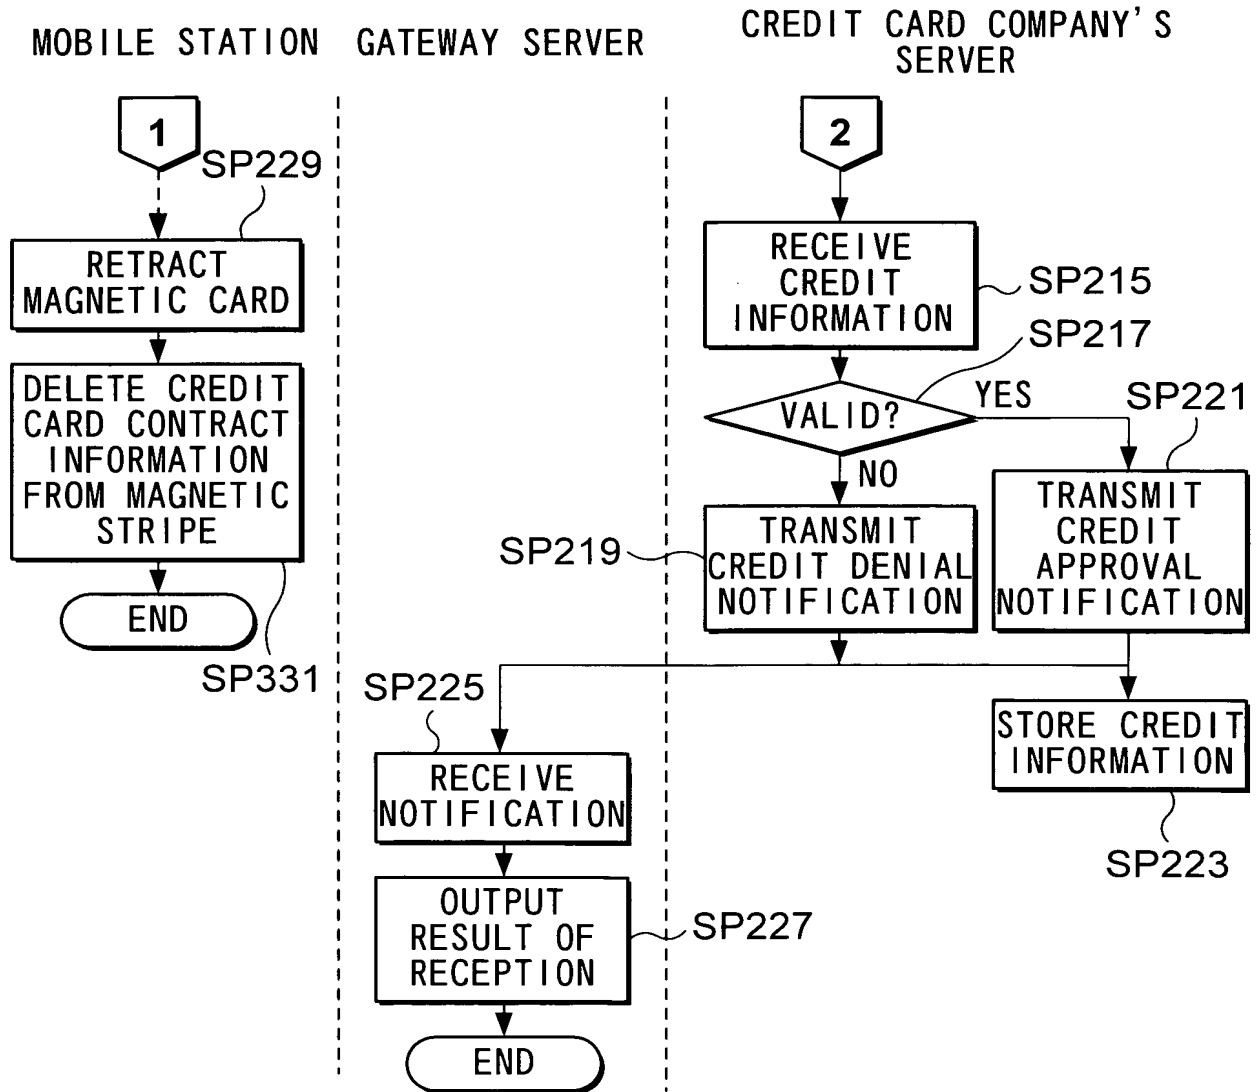 MOBILE STATION
GATEWAY SERVER
CREDIT CARD COMPANY'S
SERVER
1
SP229
RETRACT
MAGNETIC CARD
DELETE CREDIT
CARD CONTRACT
INFORMATION
FROM MAGNETIC
STRIPE
END
SP331
2
RECEIVE
CREDIT
INFORMATION
SP215
SP217
VALID?
YES
NO
SP221
SP219
TRANSMIT
CREDIT DENIAL
NOTIFICATION
TRANSMIT
CREDIT
APPROVAL
NOTIFICATION
SP225
RECEIVE
NOTIFICATION
STORE CREDIT
INFORMATION
SP223
OUTPUT
RESULT OF
RECEPTION
SP227
END